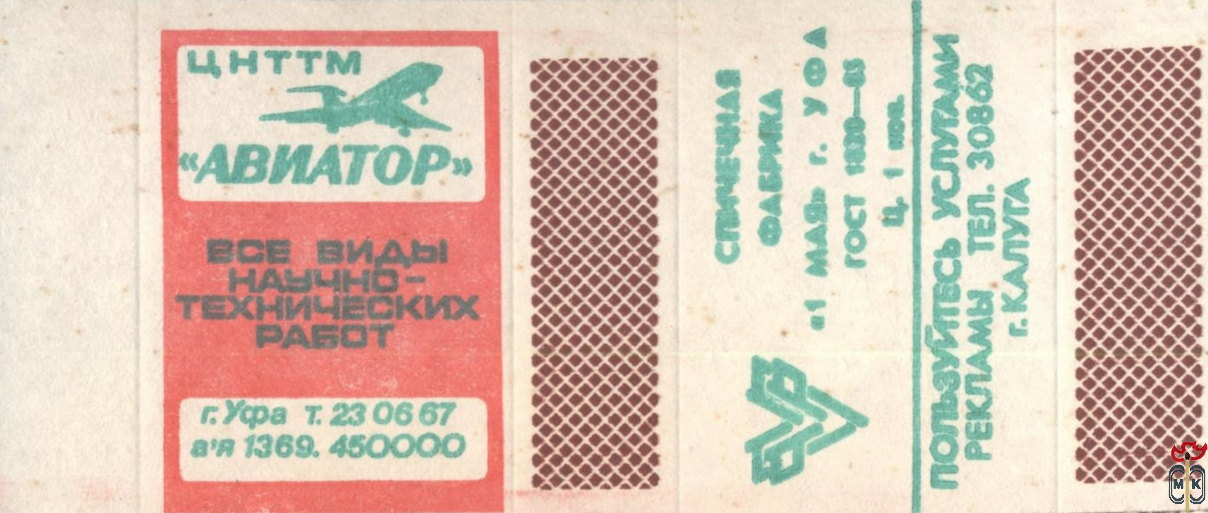 ЦНТТМ
«АВИАТОР»
ВСЕ ВИДЫ
НАУЧНО-
ТЕХНИЧЕСКИХ
РАБОТ
г. Уфа т. 23 06 67
а'я 1369. 450000
СПИЧЕЧНАЯ
ФАБРИКА
«1 МАЯ» г. УФА
ГОСТ 1820—85
Ц. 1 коп.
ПОЛЬЗУЙТЕСЬ УСЛУГАМИ
РЕКЛАМЫ ТЕЛ. 30862
г. КАЛУГА
МК